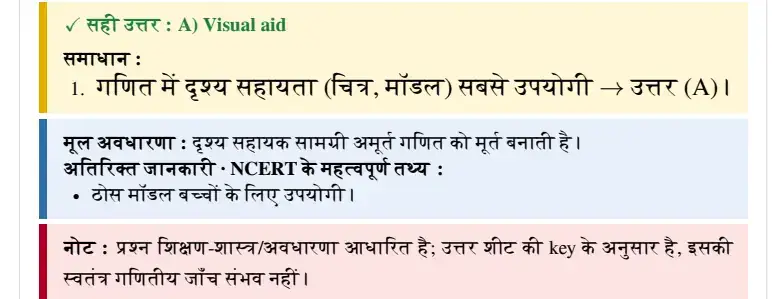 ✓ सही उत्तर : A) Visual aid
समाधान :
1. गणित में दृश्य सहायता (चित्र, मॉडल) सबसे उपयोगी → उत्तर (A)।
मूल अवधारणा : दृश्य सहायक सामग्री अमूर्त गणित को मूर्त बनाती है।
अतिरिक्त जानकारी · NCERT के महत्वपूर्ण तथ्य :
• ठोस मॉडल बच्चों के लिए उपयोगी।
नोट : प्रश्न शिक्षण-शास्त्र/अवधारणा आधारित है; उत्तर शीट की key के अनुसार है, इसकी
स्वतंत्र गणितीय जाँच संभव नहीं।